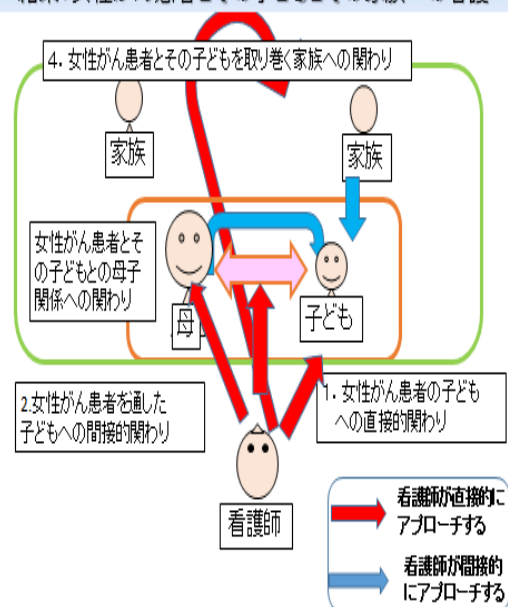 4. 女性がん患者とその子どもを取り巻く家族への関わり
家族
家族
女性がん患者とそ
の子どもとの母子
関係への関わり
母
子ども
2.女性がん患者を通した
子どもへの間接的関わり
1. 女性がん患者の子ども
への直接的関わり
看護師
看護師が直接的に
アプローチする
看護師が間接的
にアプローチする